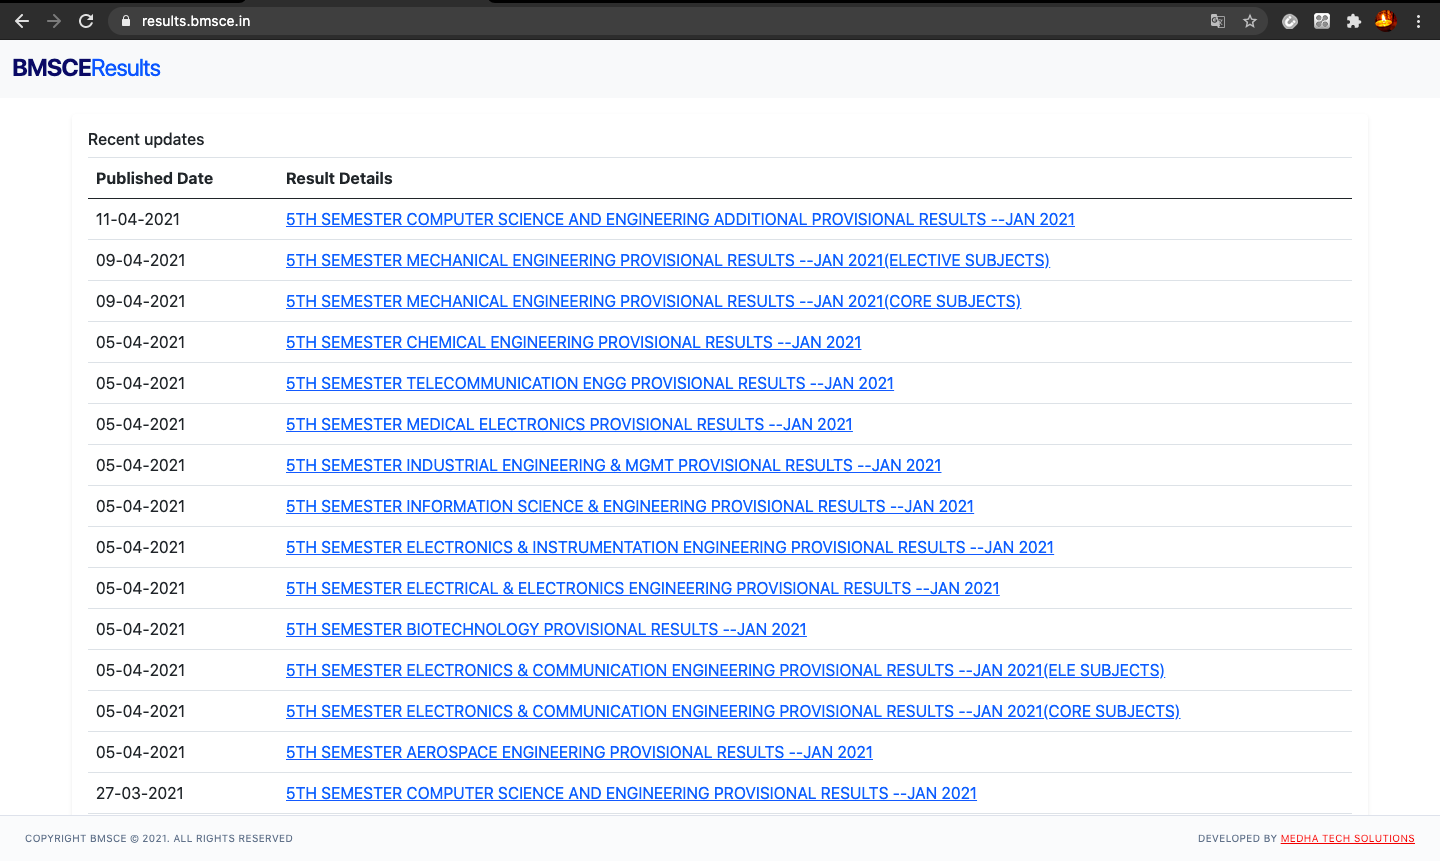 results.bmsce.in
BMSCEResults
Recent updates
Published Date Result Details
11-04-2021 5TH SEMESTER COMPUTER SCIENCE AND ENGINEERING ADDITIONAL PROVISIONAL RESULTS --JAN 2021
09-04-2021 5TH SEMESTER MECHANICAL ENGINEERING PROVISIONAL RESULTS --JAN 2021(ELECTIVE SUBJECTS)
09-04-2021 5TH SEMESTER MECHANICAL ENGINEERING PROVISIONAL RESULTS --JAN 2021(CORE SUBJECTS)
05-04-2021 5TH SEMESTER CHEMICAL ENGINEERING PROVISIONAL RESULTS --JAN 2021
05-04-2021 5TH SEMESTER TELECOMMUNICATION ENGG PROVISIONAL RESULTS --JAN 2021
05-04-2021 5TH SEMESTER MEDICAL ELECTRONICS PROVISIONAL RESULTS --JAN 2021
05-04-2021 5TH SEMESTER INDUSTRIAL ENGINEERING & MGMT PROVISIONAL RESULTS --JAN 2021
05-04-2021 5TH SEMESTER INFORMATION SCIENCE & ENGINEERING PROVISIONAL RESULTS --JAN 2021
05-04-2021 5TH SEMESTER ELECTRONICS & INSTRUMENTATION ENGINEERING PROVISIONAL RESULTS --JAN 2021
05-04-2021 5TH SEMESTER ELECTRICAL & ELECTRONICS ENGINEERING PROVISIONAL RESULTS --JAN 2021
05-04-2021 5TH SEMESTER BIOTECHNOLOGY PROVISIONAL RESULTS --JAN 2021
05-04-2021 5TH SEMESTER ELECTRONICS & COMMUNICATION ENGINEERING PROVISIONAL RESULTS --JAN 2021(ELE SUBJECTS)
05-04-2021 5TH SEMESTER ELECTRONICS & COMMUNICATION ENGINEERING PROVISIONAL RESULTS --JAN 2021(CORE SUBJECTS)
05-04-2021 5TH SEMESTER AEROSPACE ENGINEERING PROVISIONAL RESULTS --JAN 2021
27-03-2021 5TH SEMESTER COMPUTER SCIENCE AND ENGINEERING PROVISIONAL RESULTS --JAN 2021
COPYRIGHT BMSCE © 2021. ALL RIGHTS RESERVED DEVELOPED BY MEDHA TECH SOLUTIONS